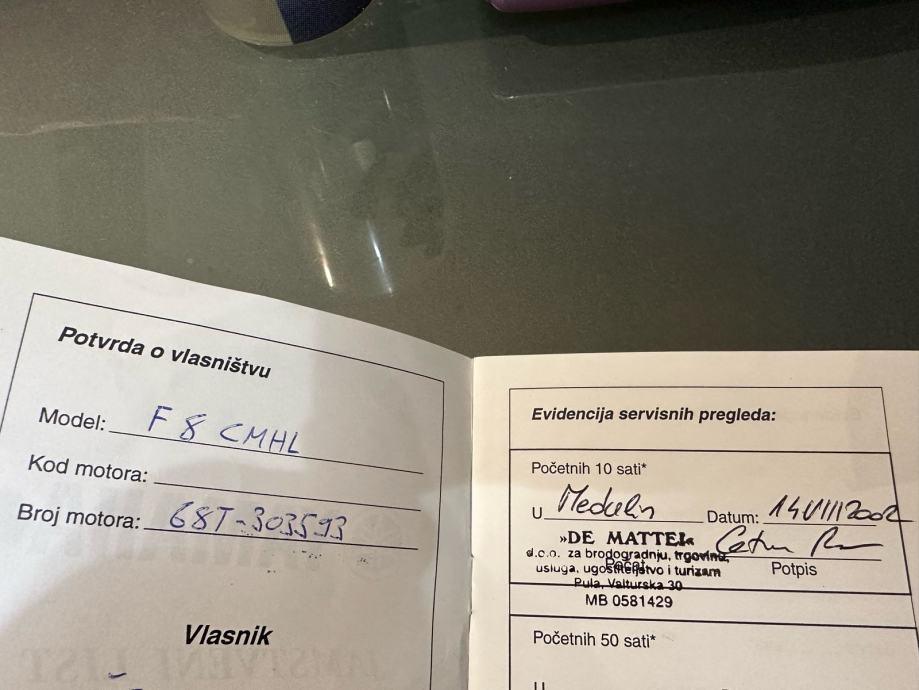 Potvrda o vlasništvu
Model: F 8 CMHL
Kod motora:
Broj motora: 68T-303593
Vlasnik
Evidencija servisnih pregleda:
Početnih 10 sati*
U Medulin Datum: 14 VIII 2002
»DE MATTEI«
d.o.o. za brodogradnju, trgovinu,
usluga, ugostiteljstvo i turizam
Pečat
Potpis
Pula, Valturska 30
MB 0581429
Početnih 50 sati*
U